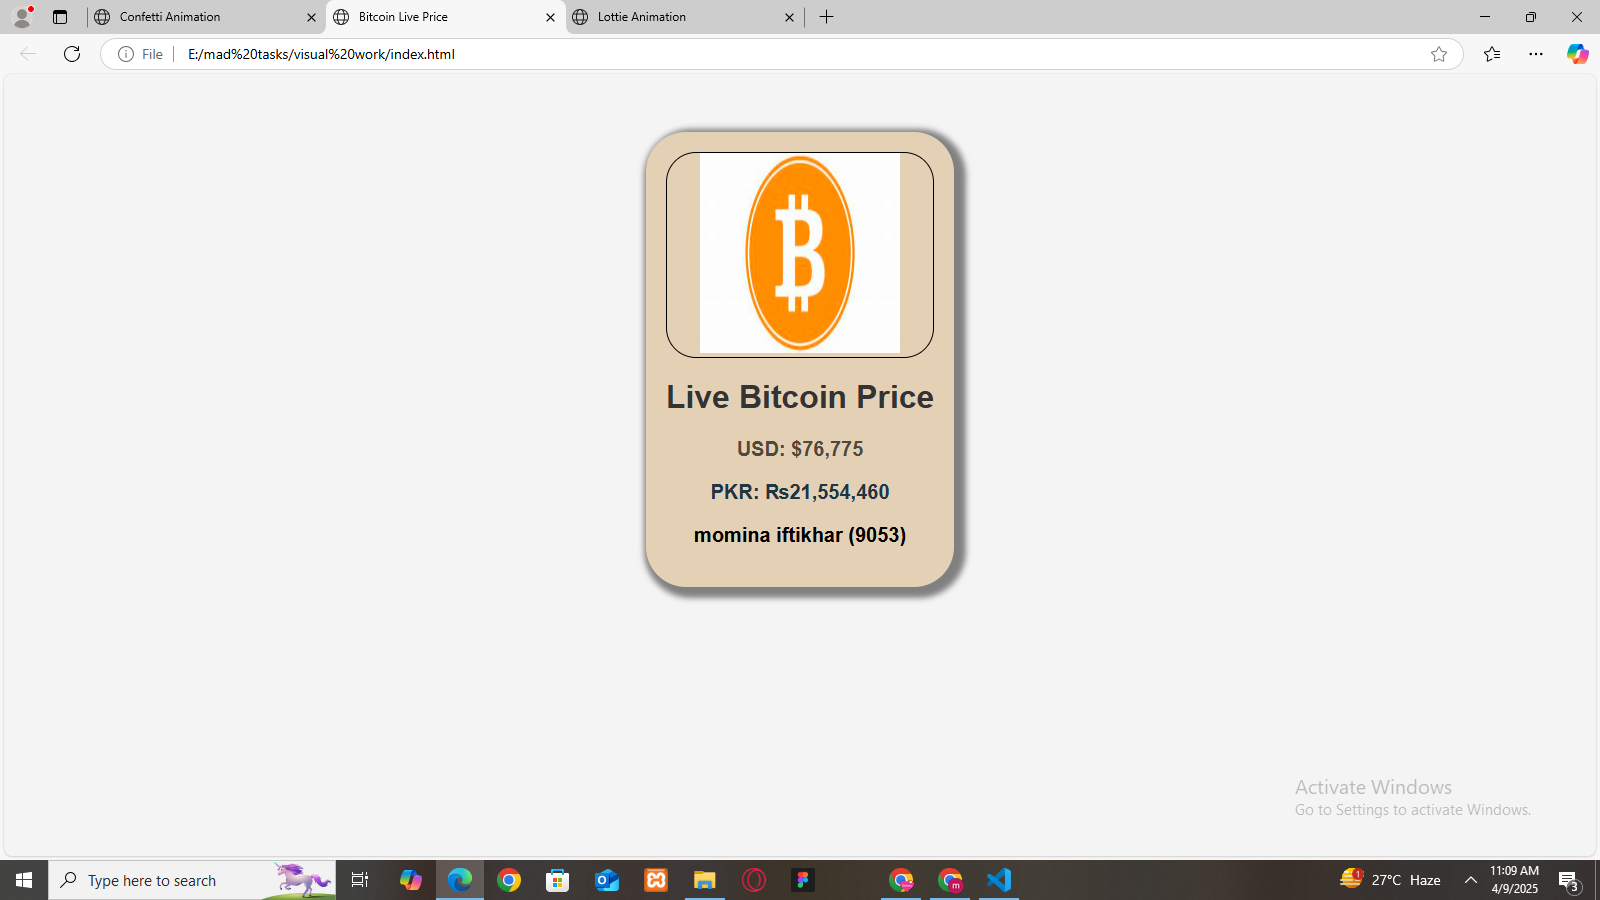 Confetti Animation
Bitcoin Live Price
Lottie Animation
File
E:/mad%20tasks/visual%20work/index.html
Live Bitcoin Price
USD: $76,775
PKR: Rs21,554,460
momina iftikhar (9053)
Activate Windows
Go to Settings to activate Windows.
Type here to search
1
27°C Haze
11:09 AM
4/9/2025
3
m